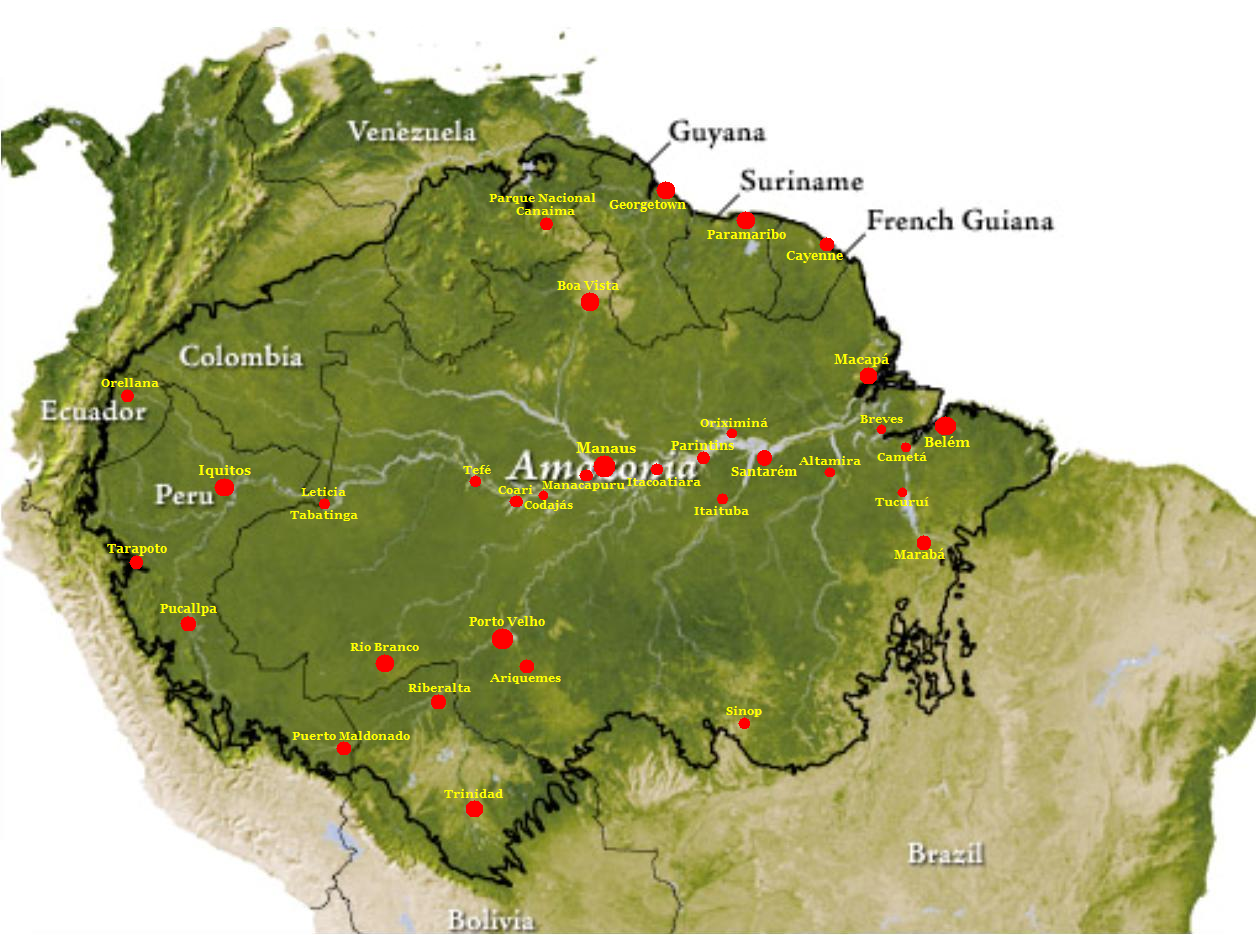 Venezuela
Guyana
Suriname
Parque Nacional
Canaima
Georgetown
French Guiana
Paramaribo
Cayenne
Boa Vista
Colombia
Macapá
Orellana
Ecuador
Breves
Oriximiná
Belém
Manaus
Parintins
Cametá
Amazonia
Altamira
Iquitos
Tefé
Santarém
Itacoatiara
Manacapuru
Peru
Leticia
Coari
Codajás
Tabatinga
Itaituba
Tucuruí
Tarapoto
Marabá
Pucallpa
Porto Velho
Rio Branco
Ariquemes
Riberalta
Sinop
Puerto Maldonado
Trinidad
Brazil
Bolivia